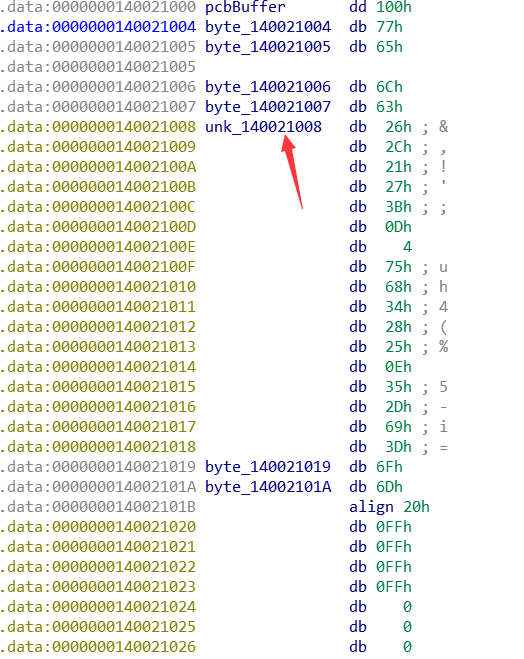 .data:0000000140021000 pcbBuffer dd 100h
.data:0000000140021004 byte_140021004 db 77h
.data:0000000140021005 byte_140021005 db 65h
.data:0000000140021005
.data:0000000140021006 byte_140021006 db 6Ch
.data:0000000140021007 byte_140021007 db 63h
.data:0000000140021008 unk_140021008 db 26h ; &
.data:0000000140021009 db 2Ch ; ,
.data:000000014002100A db 21h ; !
.data:000000014002100B db 27h ; '
.data:000000014002100C db 3Bh ; ;
.data:000000014002100D db 0Dh
.data:000000014002100E db 4
.data:000000014002100F db 75h ; u
.data:0000000140021010 db 68h ; h
.data:0000000140021011 db 34h ; 4
.data:0000000140021012 db 28h ; (
.data:0000000140021013 db 25h ; %
.data:0000000140021014 db 0Eh
.data:0000000140021015 db 35h ; 5
.data:0000000140021016 db 2Dh ; -
.data:0000000140021017 db 69h ; i
.data:0000000140021018 db 3Dh ; =
.data:0000000140021019 byte_140021019 db 6Fh
.data:000000014002101A byte_14002101A db 6Dh
.data:000000014002101B align 20h
.data:0000000140021020 db 0FFh
.data:0000000140021021 db 0FFh
.data:0000000140021022 db 0FFh
.data:0000000140021023 db 0FFh
.data:0000000140021024 db 0
.data:0000000140021025 db 0
.data:0000000140021026 db 0